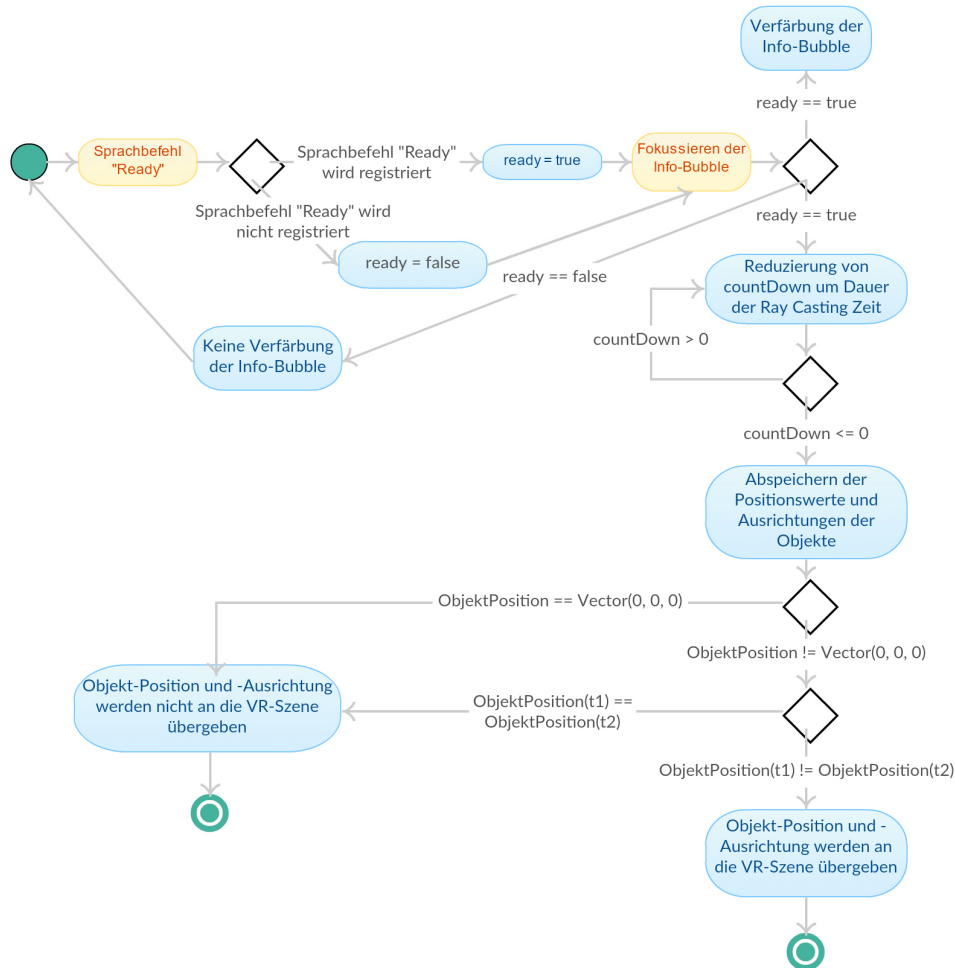 Verfärbung der
Info-Bubble
ready == true
Sprachbefehl
"Ready"
Sprachbefehl "Ready"
wird registriert
ready = true
Fokussieren der
Info-Bubble
Sprachbefehl "Ready" wird
nicht registriert
ready == true
ready = false
ready == false
Reduzierung von
countDown um Dauer
der Ray Casting Zeit
Keine Verfärbung
der Info-Bubble
countDown > 0
countDown <= 0
Abspeichern der
Positionswerte und
Ausrichtungen der
Objekte
ObjektPosition == Vector(0, 0, 0)
ObjektPosition != Vector(0, 0, 0)
Objekt-Position und -Ausrichtung
werden nicht an die VR-Szene
übergeben
ObjektPosition(t1) ==
ObjektPosition(t2)
ObjektPosition(t1) != ObjektPosition(t2)
Objekt-Position und -
Ausrichtung werden an
die VR-Szene übergeben